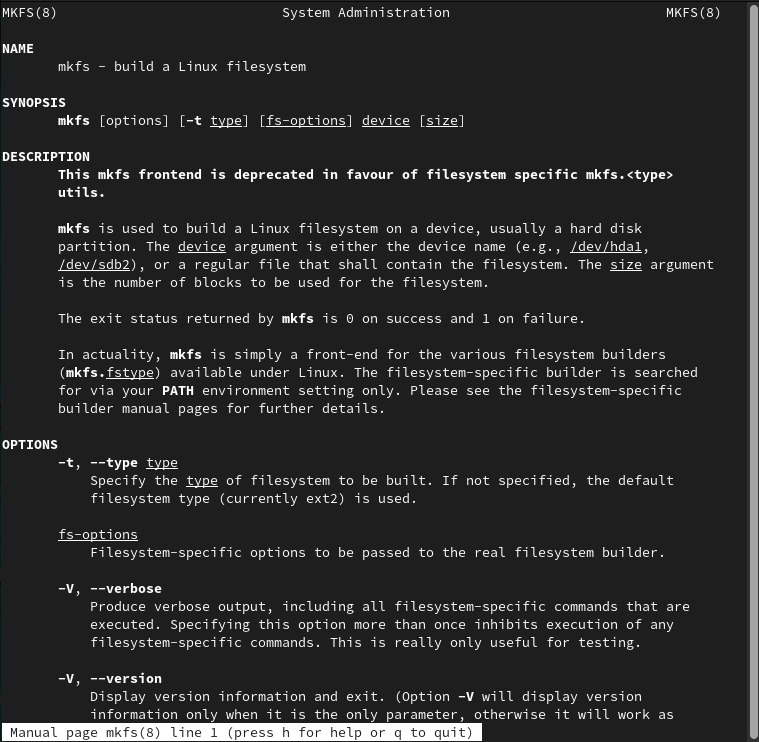 MKFS(8) System Administration MKFS(8)
NAME
mkfs - build a Linux filesystem
SYNOPSIS
mkfs [options] [-t type] [fs-options] device [size]
DESCRIPTION
This mkfs frontend is deprecated in favour of filesystem specific mkfs.<type>
utils.
mkfs is used to build a Linux filesystem on a device, usually a hard disk
partition. The device argument is either the device name (e.g., /dev/hda1,
/dev/sdb2), or a regular file that shall contain the filesystem. The size argument
is the number of blocks to be used for the filesystem.
The exit status returned by mkfs is 0 on success and 1 on failure.
In actuality, mkfs is simply a front-end for the various filesystem builders
(mkfs.fstype) available under Linux. The filesystem-specific builder is searched
for via your PATH environment setting only. Please see the filesystem-specific
builder manual pages for further details.
OPTIONS
-t, --type type
Specify the type of filesystem to be built. If not specified, the default
filesystem type (currently ext2) is used.
fs-options
Filesystem-specific options to be passed to the real filesystem builder.
-V, --verbose
Produce verbose output, including all filesystem-specific commands that are
executed. Specifying this option more than once inhibits execution of any
filesystem-specific commands. This is really only useful for testing.
-V, --version
Display version information and exit. (Option -V will display version
information only when it is the only parameter, otherwise it will work as
Manual page mkfs(8) line 1 (press h for help or q to quit)